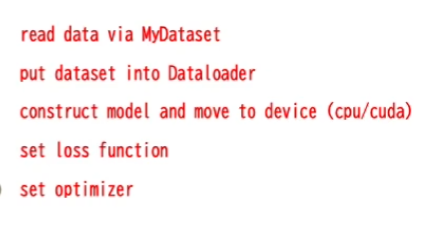 read data via MyDataset
put dataset into Dataloader
construct model and move to device (cpu/cuda)
set loss function
set optimizer